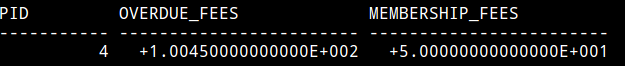 PID OVERDUE_FEES MEMBERSHIP_FEES
----------- ------------------------ ------------------------
4 +1.00450000000000E+002 +5.00000000000000E+001